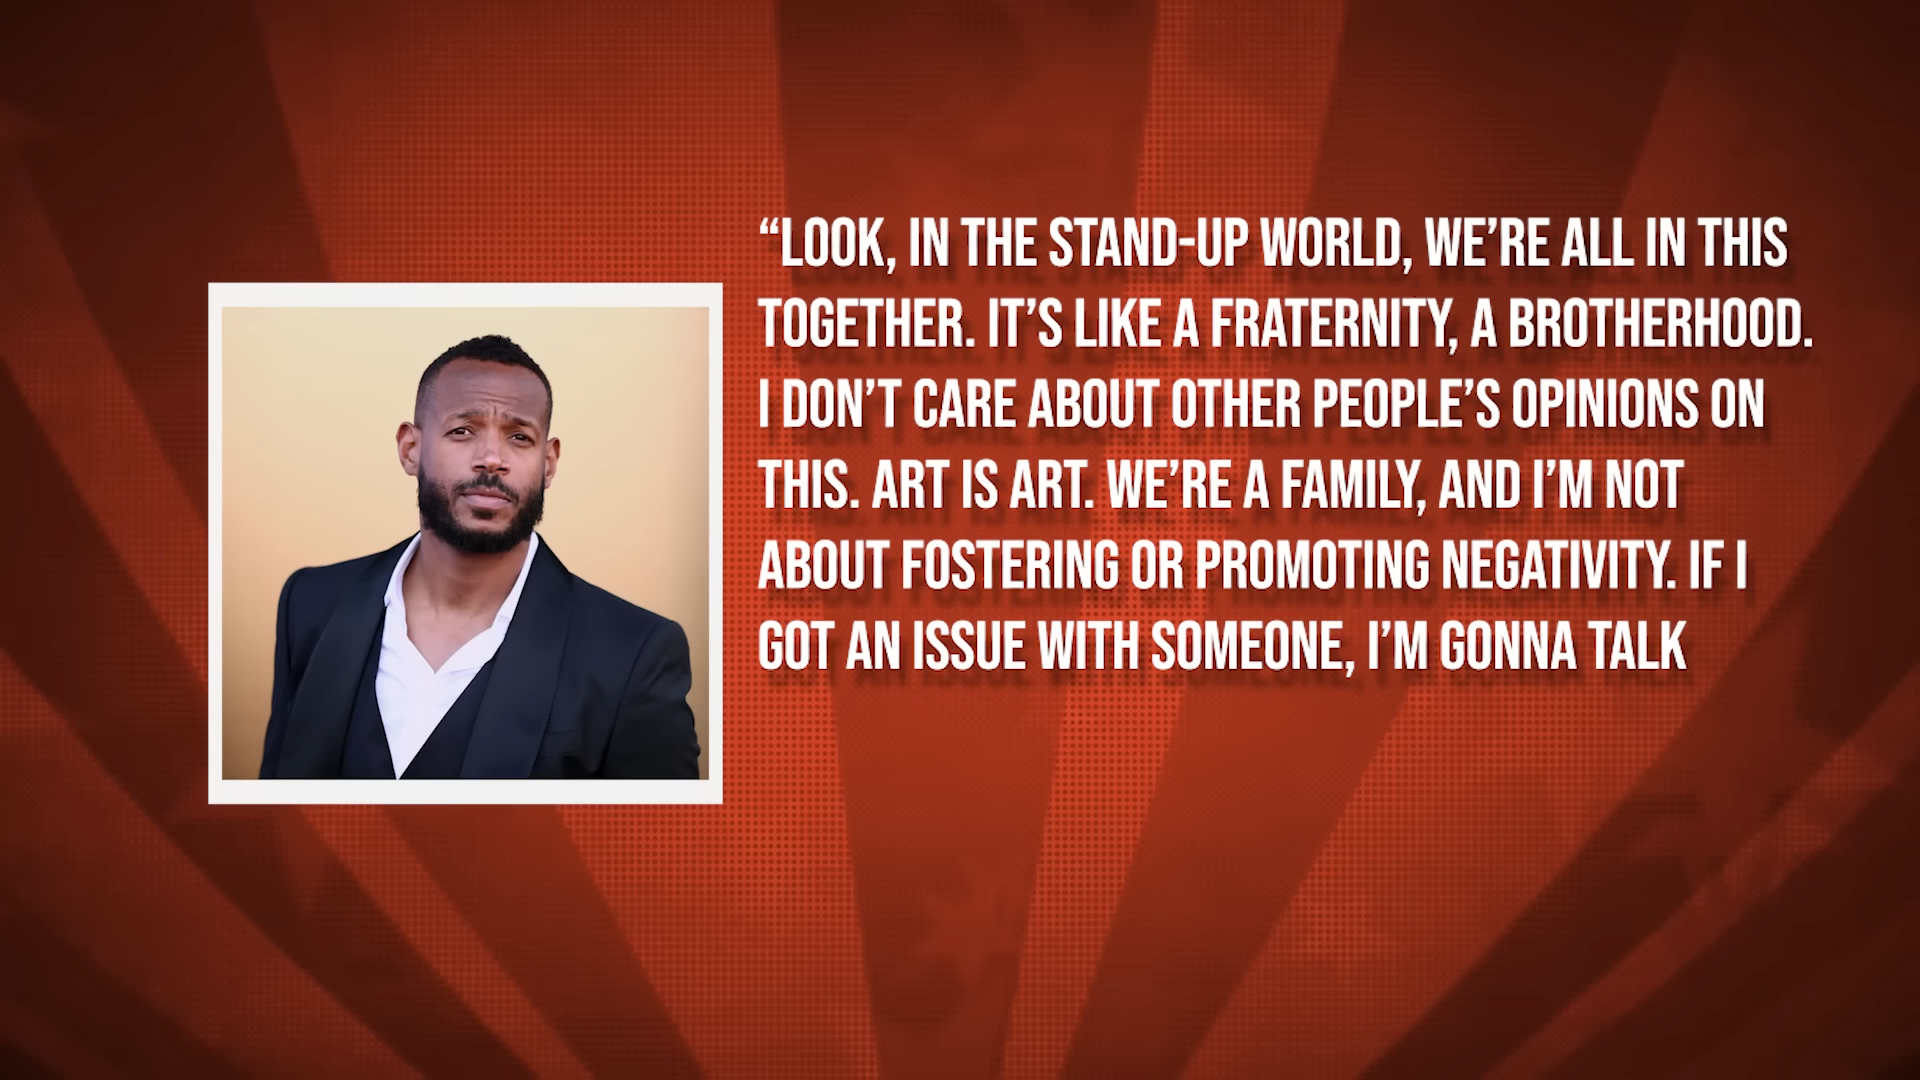 “LOOK, IN THE STAND-UP WORLD, WE’RE ALL IN THIS
TOGETHER. IT’S LIKE A FRATERNITY, A BROTHERHOOD.
I DON’T CARE ABOUT OTHER PEOPLE’S OPINIONS ON
THIS. ART IS ART. WE’RE A FAMILY, AND I’M NOT
ABOUT FOSTERING OR PROMOTING NEGATIVITY. IF I
GOT AN ISSUE WITH SOMEONE, I’M GONNA TALK